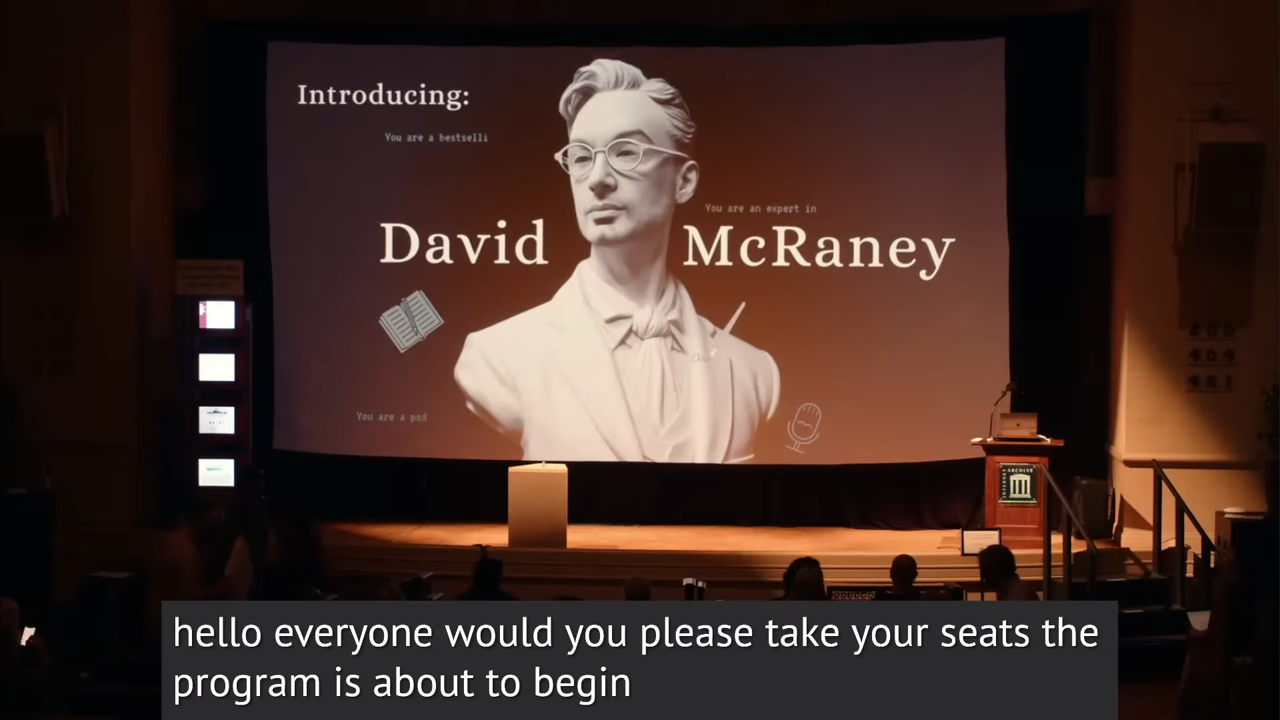 Introducing:
You are a bestselli
You are an expert in
David McRaney
You are a pod
INTERNET ARCHIVE
hello everyone would you please take your seats the
program is about to begin